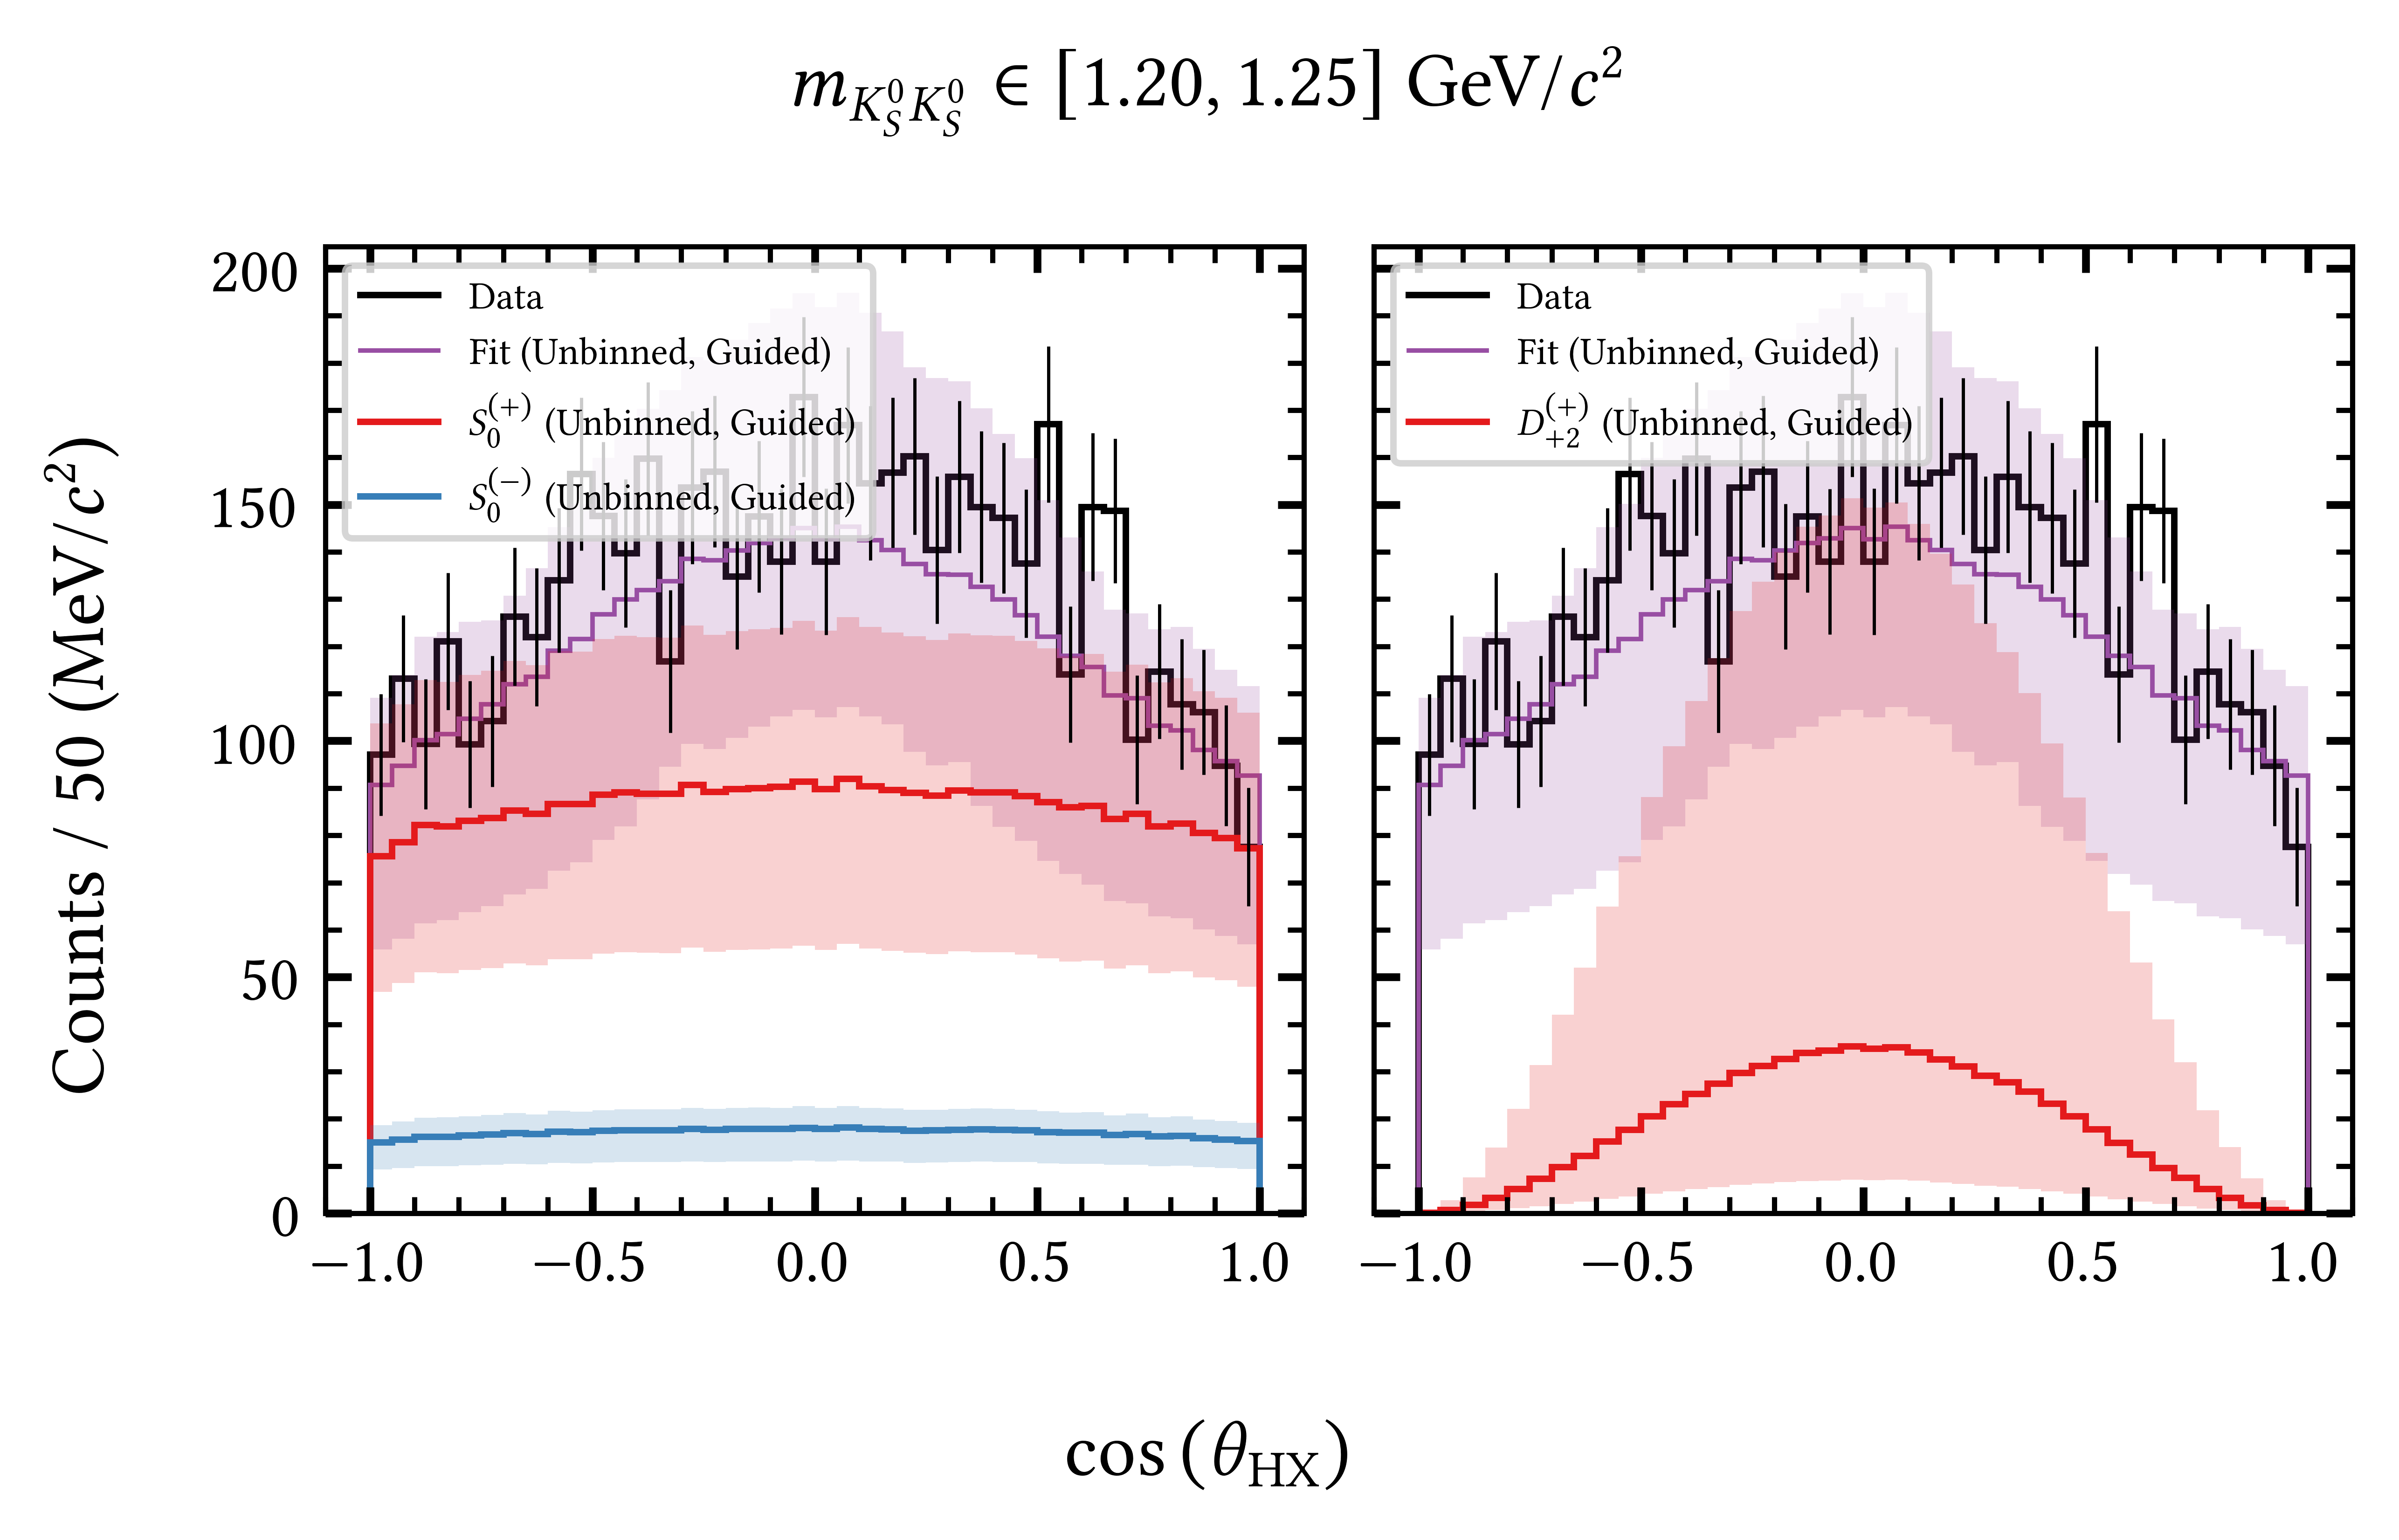 m_{K_S^0 K_S^0} ∈ [1.20, 1.25] GeV/c²
Counts / 50 (MeV/c²)
200
150
100
50
0
Data
Fit (Unbinned, Guided)
S_0^{(+)} (Unbinned, Guided)
S_0^{(−)} (Unbinned, Guided)
−1.0 −0.5 0.0 0.5 1.0
Data
Fit (Unbinned, Guided)
D_{+2}^{(+)} (Unbinned, Guided)
−1.0 −0.5 0.0 0.5 1.0
cos (θ_{HX})